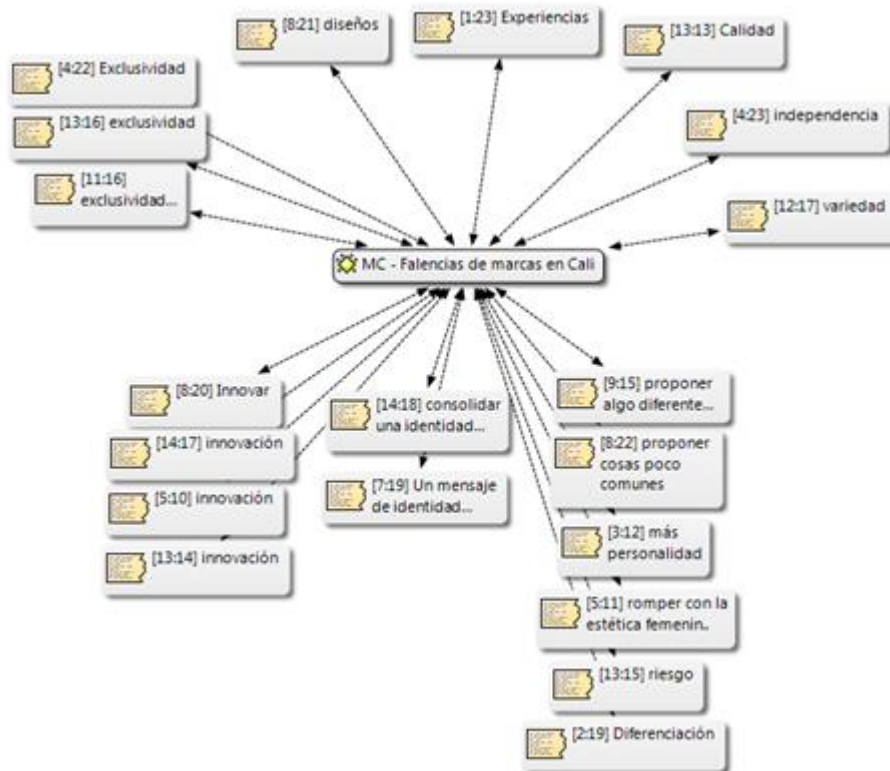 [8:21] diseños
[1:23] Experiencias
[13:13] Calidad
[4:22] Exclusividad
[13:16] exclusividad
[11:16]
exclusividad...
[4:23] independencia
[12:17] variedad
MC - Falencias de marcas en Cali
[8:20] Innovar
[14:17] innovación
[5:10] innovación
[13:14] innovación
[14:18] consolidar
una identidad...
[7:19] Un mensaje
de identidad...
[9:15] proponer
algo diferente...
[8:22] proponer
cosas poco
comunes
[3:12] más
personalidad
[5:11] romper con la
estética femenin..
[13:15] riesgo
[2:19] Diferenciación